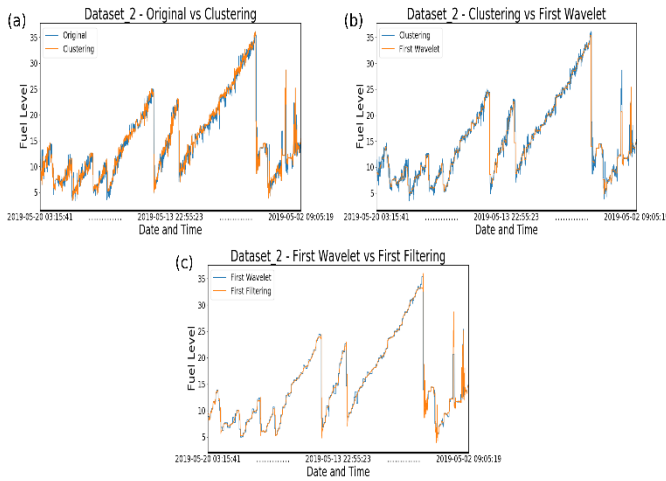 (a)
Dataset_2 - Original vs Clustering
Original
Clustering
Fuel Level
35
30
25
20
15
10
5
2019-05-20 03:15:41 ............ 2019-05-13 22:55:23 ............ 2019-05-02 09:05:19
Date and Time
(b)
Dataset_2 - Clustering vs First Wavelet
Clustering
First Wavelet
Fuel Level
35
30
25
20
15
10
5
2019-05-20 03:15:41 ............ 2019-05-13 22:55:23 ............ 2019-05-02 09:05:19
Date and Time
(c)
Dataset_2 - First Wavelet vs First Filtering
First Wavelet
First Filtering
Fuel Level
35
30
25
20
15
10
5
2019-05-20 03:15:41 ............ 2019-05-13 22:55:23 ............ 2019-05-02 09:05:19
Date and Time